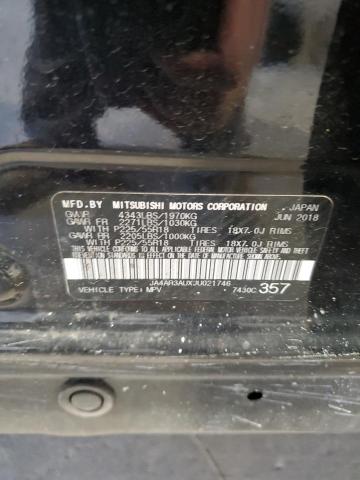 MFD.BY MITSUBISHI MOTORS CORPORATION JAPAN
GVWR 4343LBS/1970KG JUN 2018
GAWR FR 2271LBS/1030KG
WITH P225/55R18 TIRES 18X7.0J RIMS
GAWR RR 2205LBS/1000KG
WITH P225/55R18 TIRES 18X7.0J RIMS
THIS VEHICLE CONFORMS TO ALL APPLICABLE FEDERAL MOTOR VEHICLE SAFETY, BUMPER, AND THEFT PREVENTION STANDARDS IN EFFECT ON THE DATE OF MANUFACTURE SHOWN ABOVE.
JA4AR3AUXJU021746
VEHICLE TYPE: MPV 7430C 357